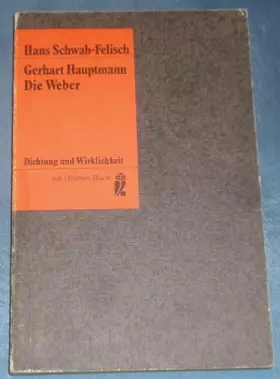 Hans Schwab-Felisch
Gerhart Hauptmann
Die Weber
Dichtung und Wirklichkeit
ein Ullstein Buch